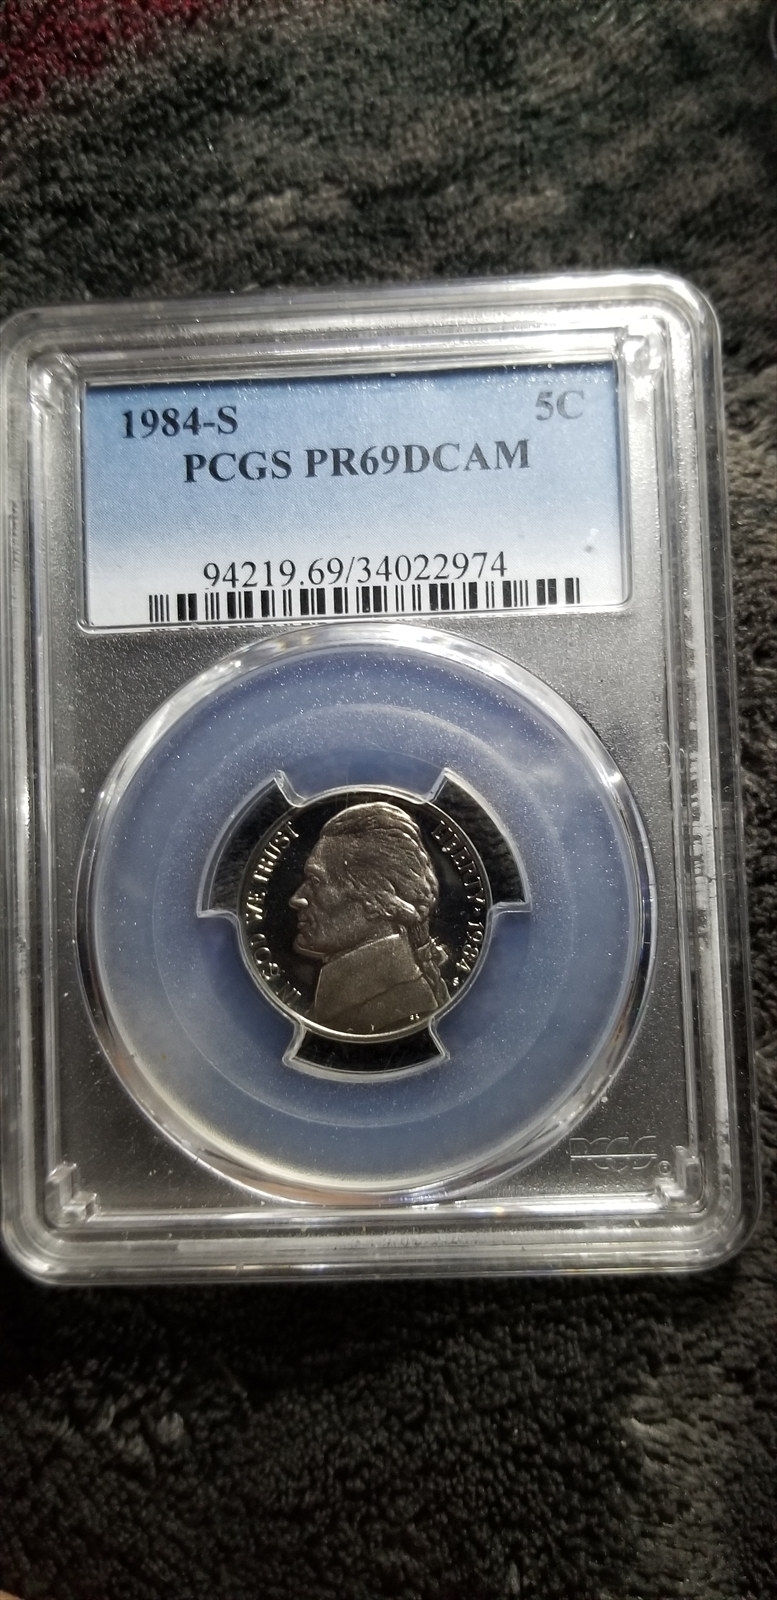 1984-S 5C
PCGS PR69DCAM
94219.69/34022974
IN GOD WE TRUST
LIBERTY · 1984
S
PCGS